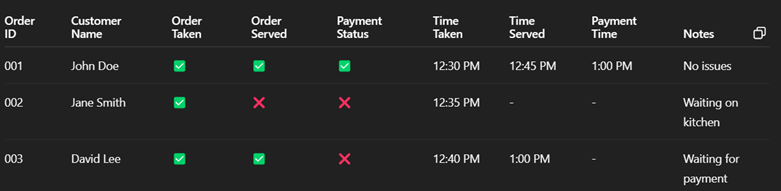 Order ID Customer Name Order Taken Order Served Payment Status Time Taken Time Served Payment Time Notes
001 John Doe ✅ ✅ ✅ 12:30 PM 12:45 PM 1:00 PM No issues
002 Jane Smith ✅ ❌ ❌ 12:35 PM - - Waiting on kitchen
003 David Lee ✅ ✅ ❌ 12:40 PM 1:00 PM - Waiting for payment